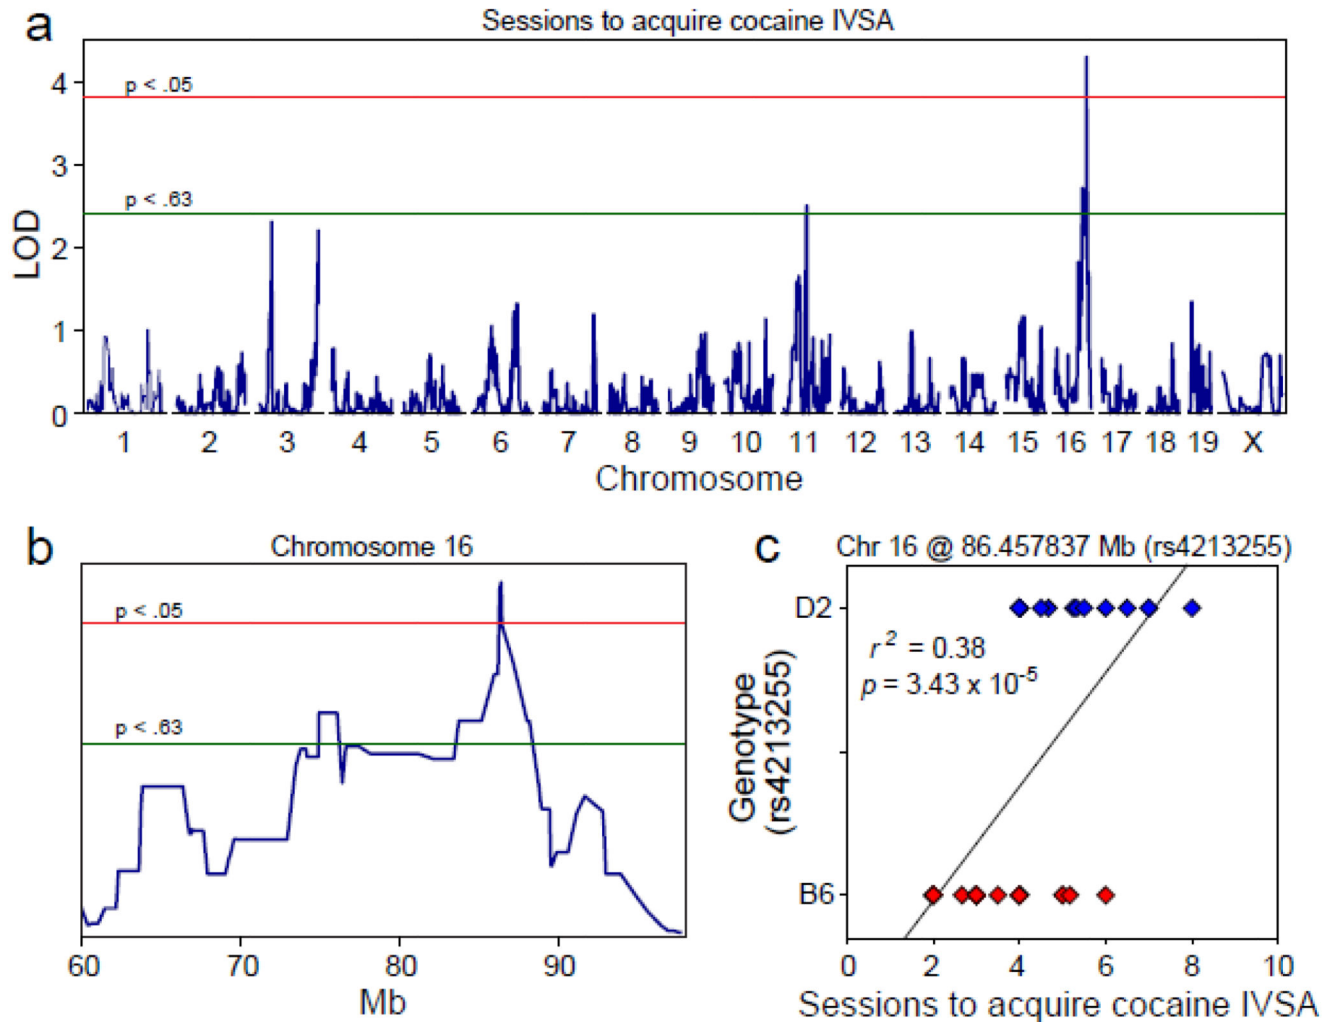 a
Sessions to acquire cocaine IVSA
4
3
2
1
0
LOD
p < .05
p < .63
1 2 3 4 5 6 7 8 9 10 11 12 13 14 15 16 17 18 19 X
Chromosome
b
Chromosome 16
p < .05
p < .63
60 70 80 90
Mb
c
Chr 16 @ 86.457837 Mb (rs4213255)
D2
B6
Genotype
(rs4213255)
r² = 0.38
p = 3.43 x 10⁻⁵
0 2 4 6 8 10
Sessions to acquire cocaine IVSA